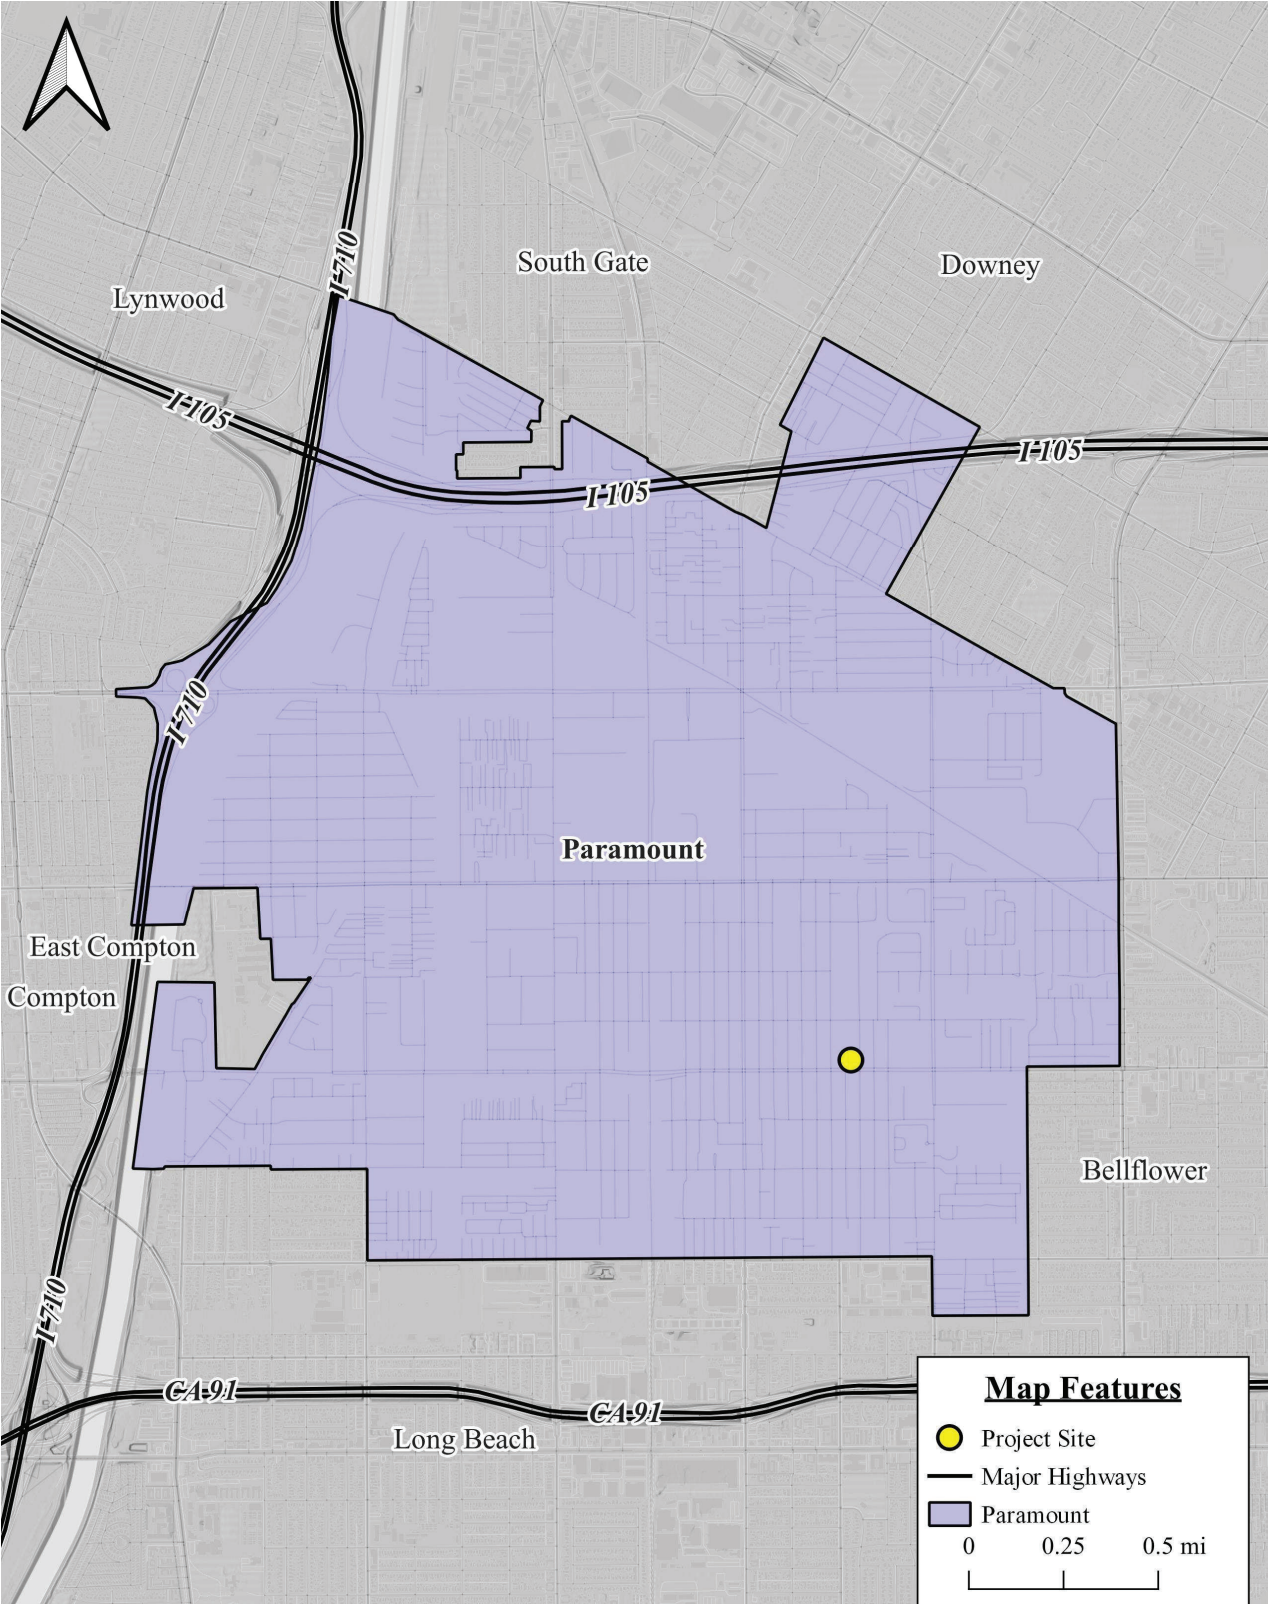 I 710
South Gate
Downey
Lynwood
I 105
I 105
I 105
I 710
Paramount
East Compton
Compton
Bellflower
I 710
CA 91
CA 91
Long Beach
Map Features
Project Site
Major Highways
Paramount
0 0.25 0.5 mi